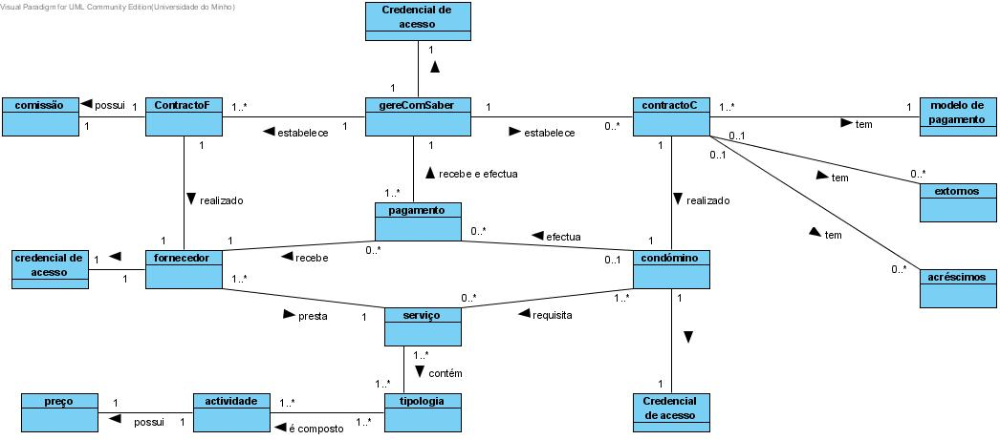 Visual Paradigm for UML Community Edition(Universidade do Minho)
Credencial de
acesso
1
1
comissão
possui
1
1
ContractoF
1..*
estabelece
1
gereComSaber
1
estabelece
0..*
contractoC
1..*
tem
1
modelo de
pagamento
1
realizado
1
1
recebe e efectua
1..*
1
realizado
1
0..1
tem
0..*
extornos
0..1
tem
0..*
acréscimos
pagamento
0..*
recebe
1
0..*
efectua
0..1
credencial de
acesso
1
1
fornecedor
condómino
1..*
presta
1
serviço
0..*
requisita
1..*
1
1
Credencial
de acesso
1..*
contém
1..*
preço
1
possui
1
actividade
1..*
é composto
1..*
tipologia